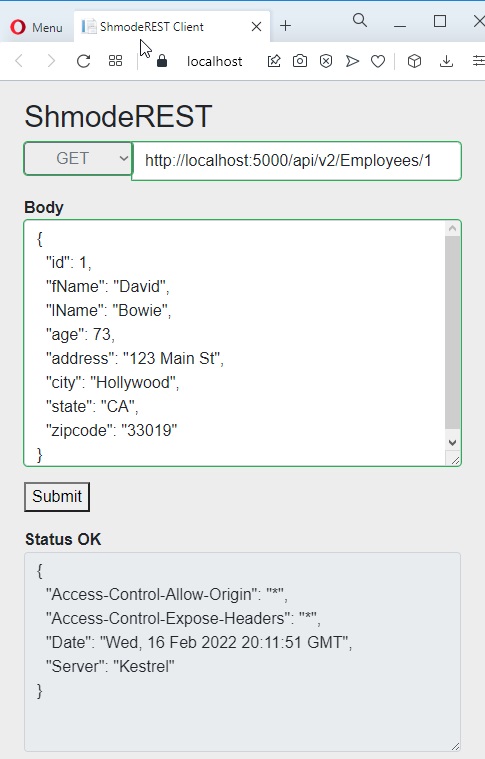 Menu
ShmodeREST Client
localhost
ShmodeREST
GET
http://localhost:5000/api/v2/Employees/1
Body
{
"id": 1,
"fName": "David",
"lName": "Bowie",
"age": 73,
"address": "123 Main St",
"city": "Hollywood",
"state": "CA",
"zipcode": "33019"
}
Submit
Status OK
{
"Access-Control-Allow-Origin": "*",
"Access-Control-Expose-Headers": "*",
"Date": "Wed, 16 Feb 2022 20:11:51 GMT",
"Server": "Kestrel"
}